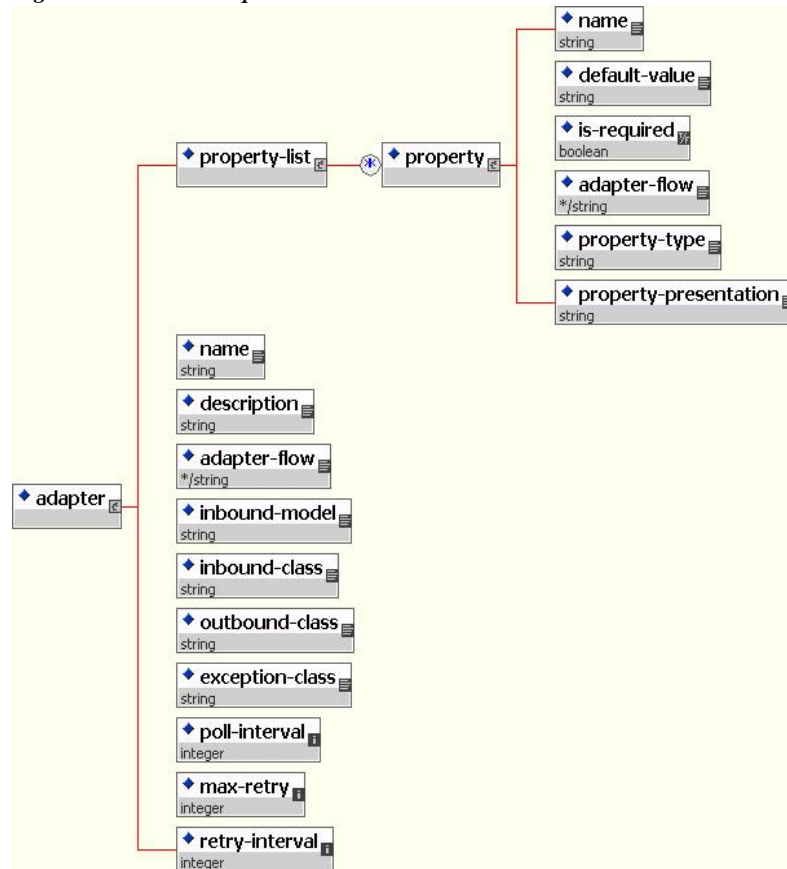 name
string
default-value
string
is-required
boolean
adapter-flow
*/string
property-type
string
property-presentation
string
property-list
property
name
string
description
string
adapter-flow
*/string
inbound-model
string
inbound-class
string
outbound-class
string
exception-class
string
poll-interval
integer
max-retry
integer
retry-interval
integer
adapter